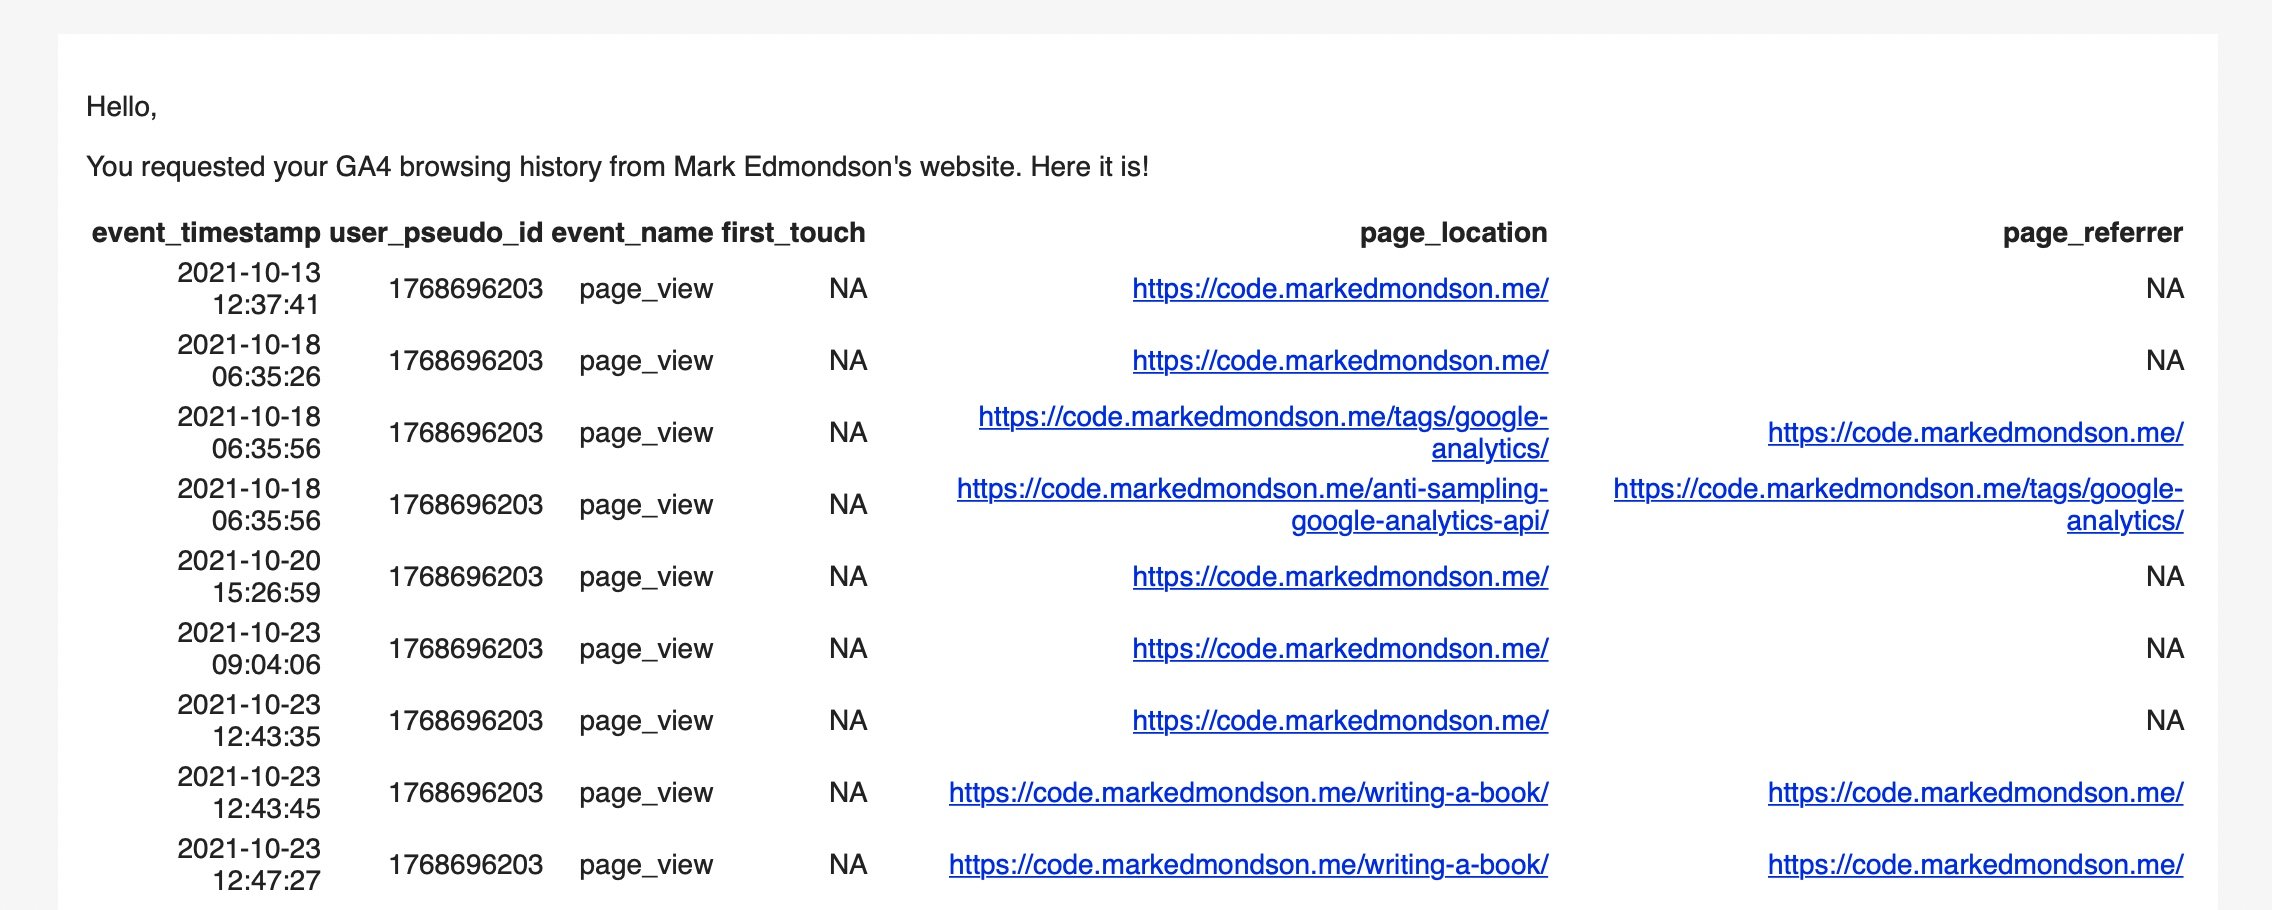 Hello,
You requested your GA4 browsing history from Mark Edmondson's website. Here it is!
event_timestamp user_pseudo_id event_name first_touch page_location page_referrer
2021-10-13
12:37:41 1768696203 page_view NA https://code.markedmondson.me/ NA
2021-10-18
06:35:26 1768696203 page_view NA https://code.markedmondson.me/ NA
2021-10-18
06:35:56 1768696203 page_view NA https://code.markedmondson.me/tags/google-
analytics/ https://code.markedmondson.me/
2021-10-18
06:35:56 1768696203 page_view NA https://code.markedmondson.me/anti-sampling-
google-analytics-api/ https://code.markedmondson.me/tags/google-
analytics/
2021-10-20
15:26:59 1768696203 page_view NA https://code.markedmondson.me/ NA
2021-10-23
09:04:06 1768696203 page_view NA https://code.markedmondson.me/ NA
2021-10-23
12:43:35 1768696203 page_view NA https://code.markedmondson.me/ NA
2021-10-23
12:43:45 1768696203 page_view NA https://code.markedmondson.me/writing-a-book/ https://code.markedmondson.me/
2021-10-23
12:47:27 1768696203 page_view NA https://code.markedmondson.me/writing-a-book/ https://code.markedmondson.me/